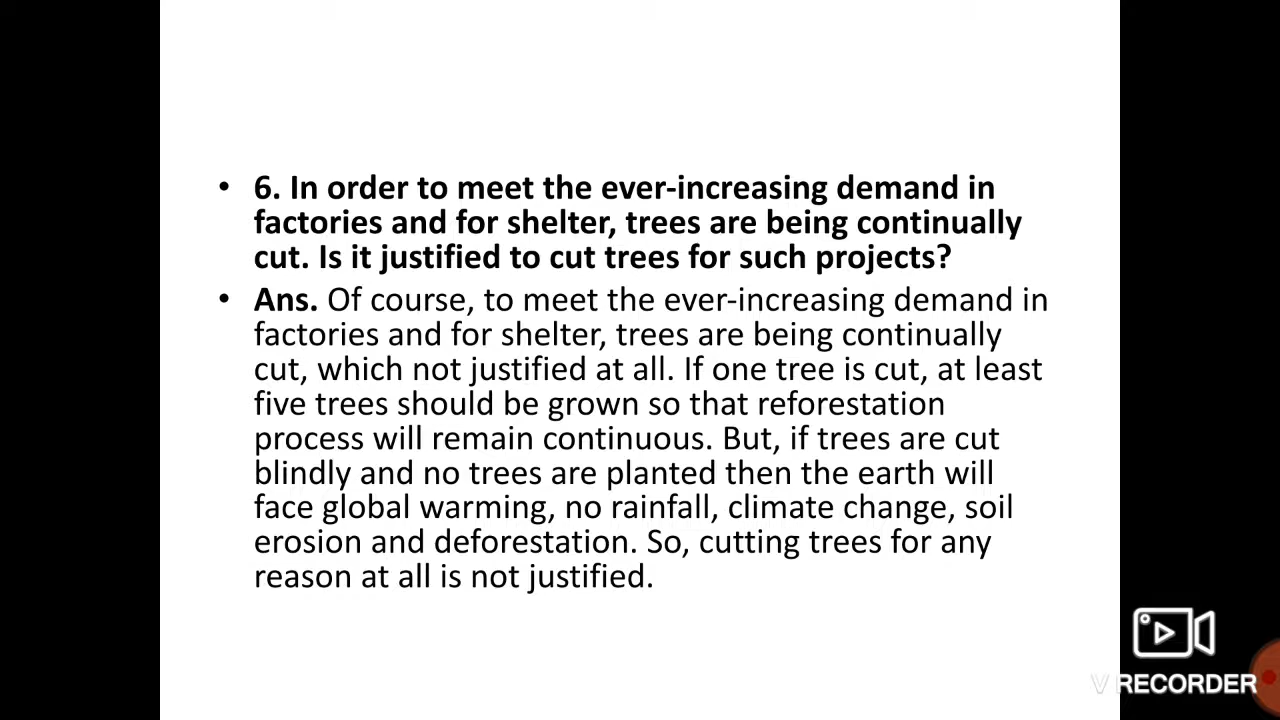 • 6. In order to meet the ever-increasing demand in
factories and for shelter, trees are being continually
cut. Is it justified to cut trees for such projects?
• Ans. Of course, to meet the ever-increasing demand in
factories and for shelter, trees are being continually
cut, which not justified at all. If one tree is cut, at least
five trees should be grown so that reforestation
process will remain continuous. But, if trees are cut
blindly and no trees are planted then the earth will
face global warming, no rainfall, climate change, soil
erosion and deforestation. So, cutting trees for any
reason at all is not justified.
V RECORDER